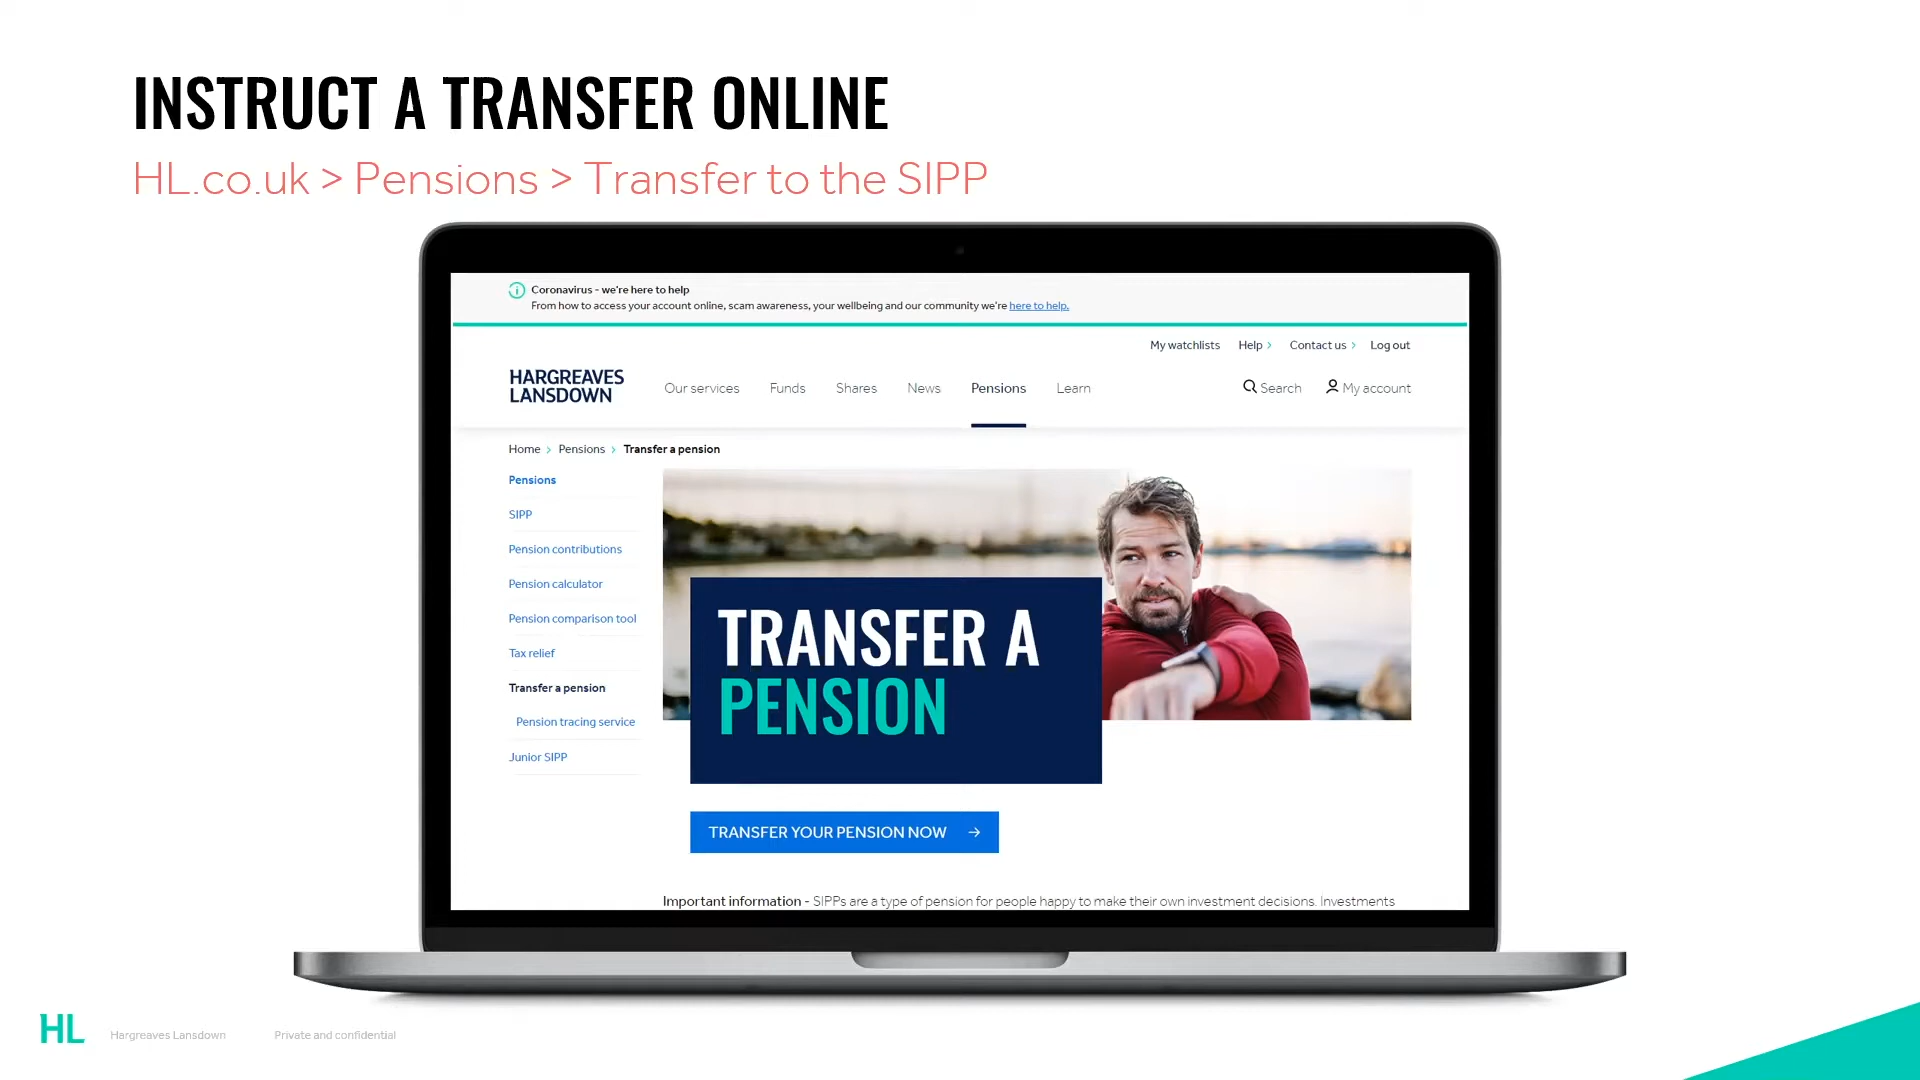 INSTRUCT A TRANSFER ONLINE
HL.co.uk > Pensions > Transfer to the SIPP
Coronavirus - we're here to help
From how to access your account online, scam awareness, your wellbeing and our community we're here to help.
My watchlists Help > Contact us > Log out
HARGREAVES
LANSDOWN
Our services Funds Shares News Pensions Learn Search My account
Home > Pensions > Transfer a pension
Pensions
SIPP
Pension contributions
Pension calculator
Pension comparison tool
Tax relief
Transfer a pension
Pension tracing service
Junior SIPP
TRANSFER A
PENSION
TRANSFER YOUR PENSION NOW →
Important information - SIPPs are a type of pension for people happy to make their own investment decisions. Investments
HL Hargreaves Lansdown Private and confidential